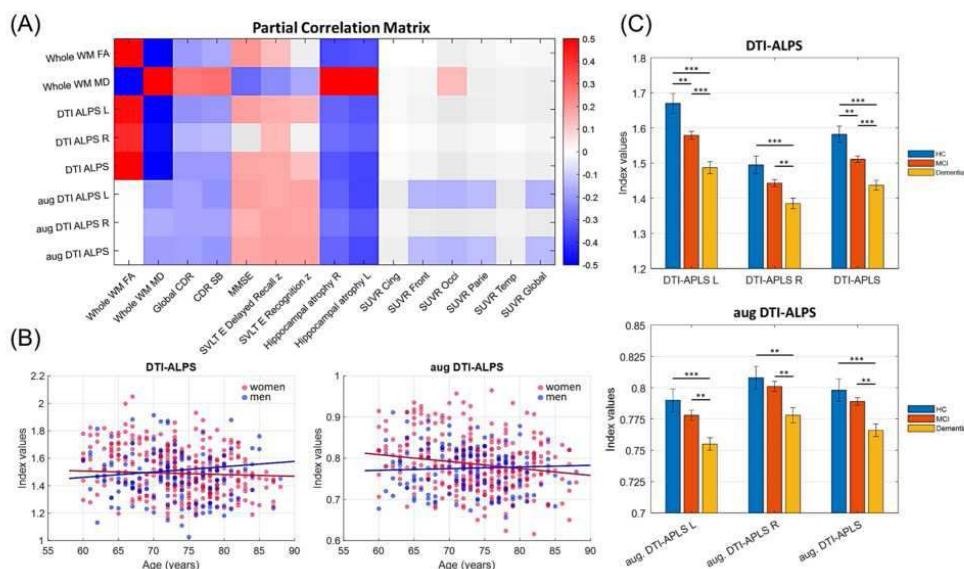 (A)
Partial Correlation Matrix
Whole WM FA
Whole WM MD
DTI ALPS L
DTI ALPS R
DTI ALPS
aug DTI ALPS L
aug DTI ALPS R
aug DTI ALPS
0.5
0.4
0.3
0.2
0.1
0
-0.1
-0.2
-0.3
-0.4
-0.5
Whole WM FA
Whole WM MD
Global CDR
CDR SB
MMSE
SVLT E Delayed Recall z
SVLT E Recognition z
Hippocampal atrophy R
Hippocampal atrophy L
SUVR Cing
SUVR Front
SUVR Occi
SUVR Parie
SUVR Temp
SUVR Global
(B)
DTI-ALPS
women
men
Index values
2.2
2
1.8
1.6
1.4
1.2
1
55 60 65 70 75 80 85 90
Age (years)
aug DTI-ALPS
women
men
Index values
1
0.9
0.8
0.7
0.6
55 60 65 70 75 80 85 90
Age (years)
(C)
DTI-ALPS
Index values
1.8
1.7
1.6
1.5
1.4
1.3
1.2
***
** ***
***
**
***
** ***
HC
MCI
Dementia
DTI-APLS L DTI-APLS R DTI-APLS
aug DTI-ALPS
Index values
0.85
0.825
0.8
0.775
0.75
0.725
0.7
***
**
**
**
***
**
HC
MCI
Dementia
aug. DTI-APLS L
aug. DTI-APLS R
aug. DTI-APLS